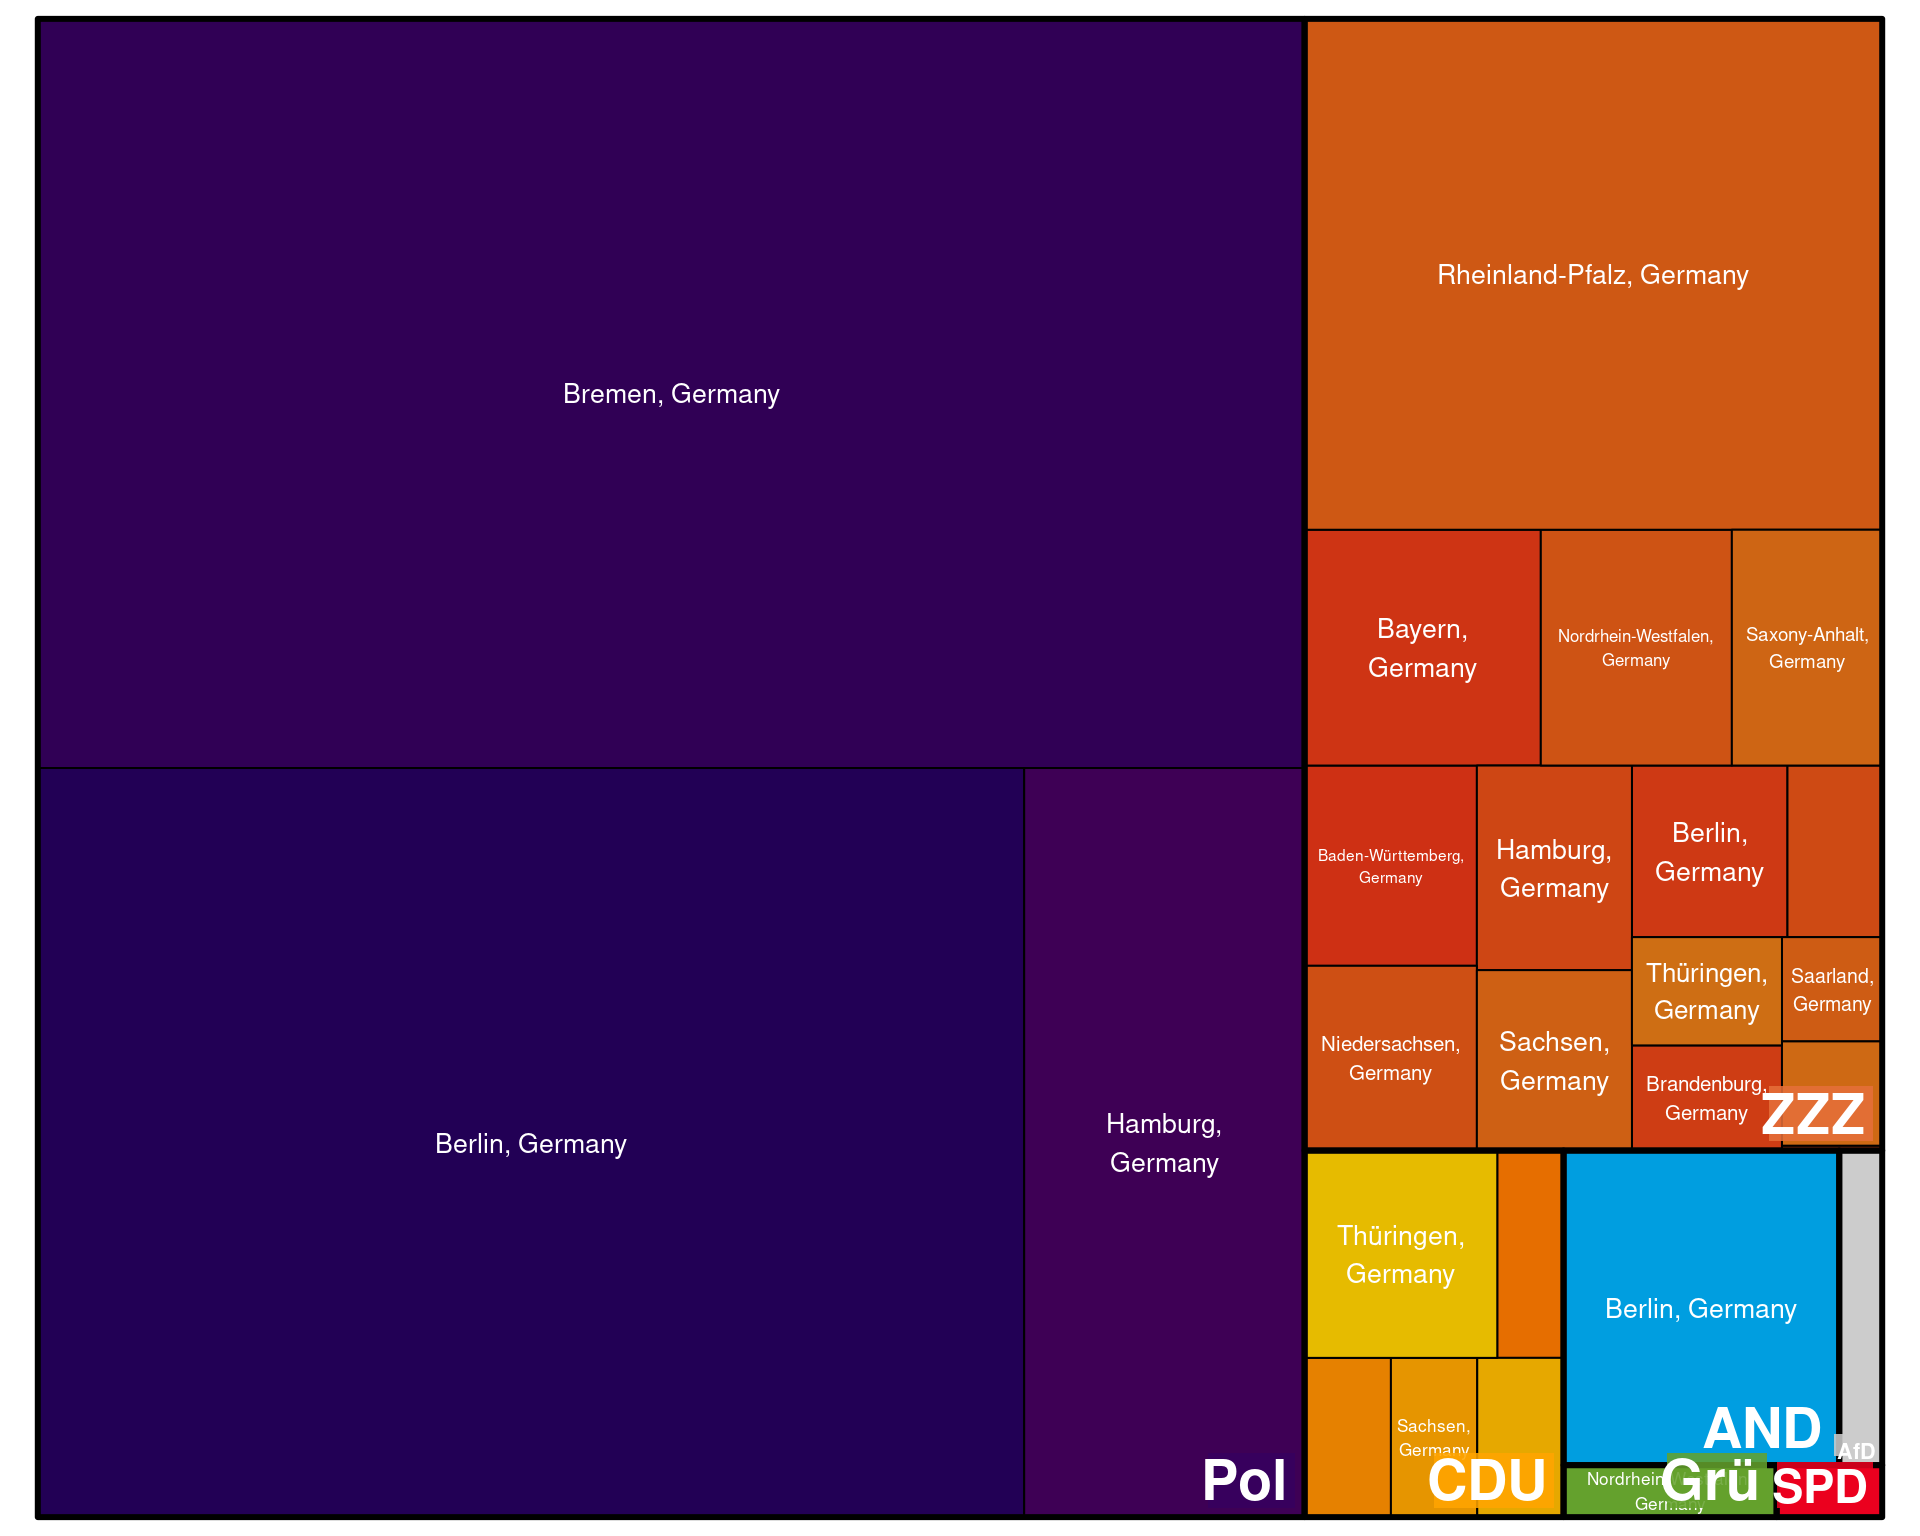 Bremen, Germany
Berlin, Germany
Hamburg,
Germany
Pol
Rheinland-Pfalz, Germany
Bayern,
Germany
Nordrhein-Westfalen,
Germany
Saxony-Anhalt,
Germany
Baden-Württemberg,
Germany
Hamburg,
Germany
Berlin,
Germany
Niedersachsen,
Germany
Sachsen,
Germany
Thüringen,
Germany
Saarland,
Germany
Brandenburg,
Germany
ZZZ
Thüringen,
Germany
Sachsen,
Germany
CDU
Berlin, Germany
AND
AfD
Germany
Grü
SPD